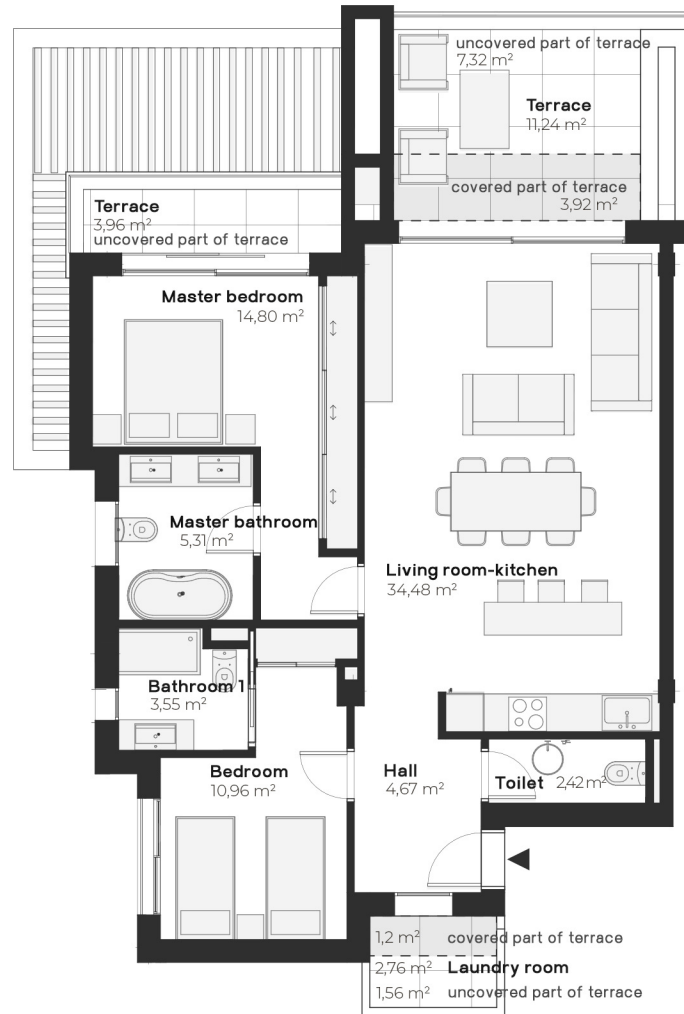 uncovered part of terrace
7,32 m²
Terrace
11,24 m²
covered part of terrace
3,92 m²
Terrace
3,96 m²
uncovered part of terrace
Master bedroom
14,80 m²
Master bathroom
5,31 m²
Living room-kitchen
34,48 m²
Bathroom 1
3,55 m²
Bedroom
10,96 m²
Hall
4,67 m²
Toilet 2,42 m²
1,2 m² covered part of terrace
2,76 m² Laundry room
1,56 m² uncovered part of terrace